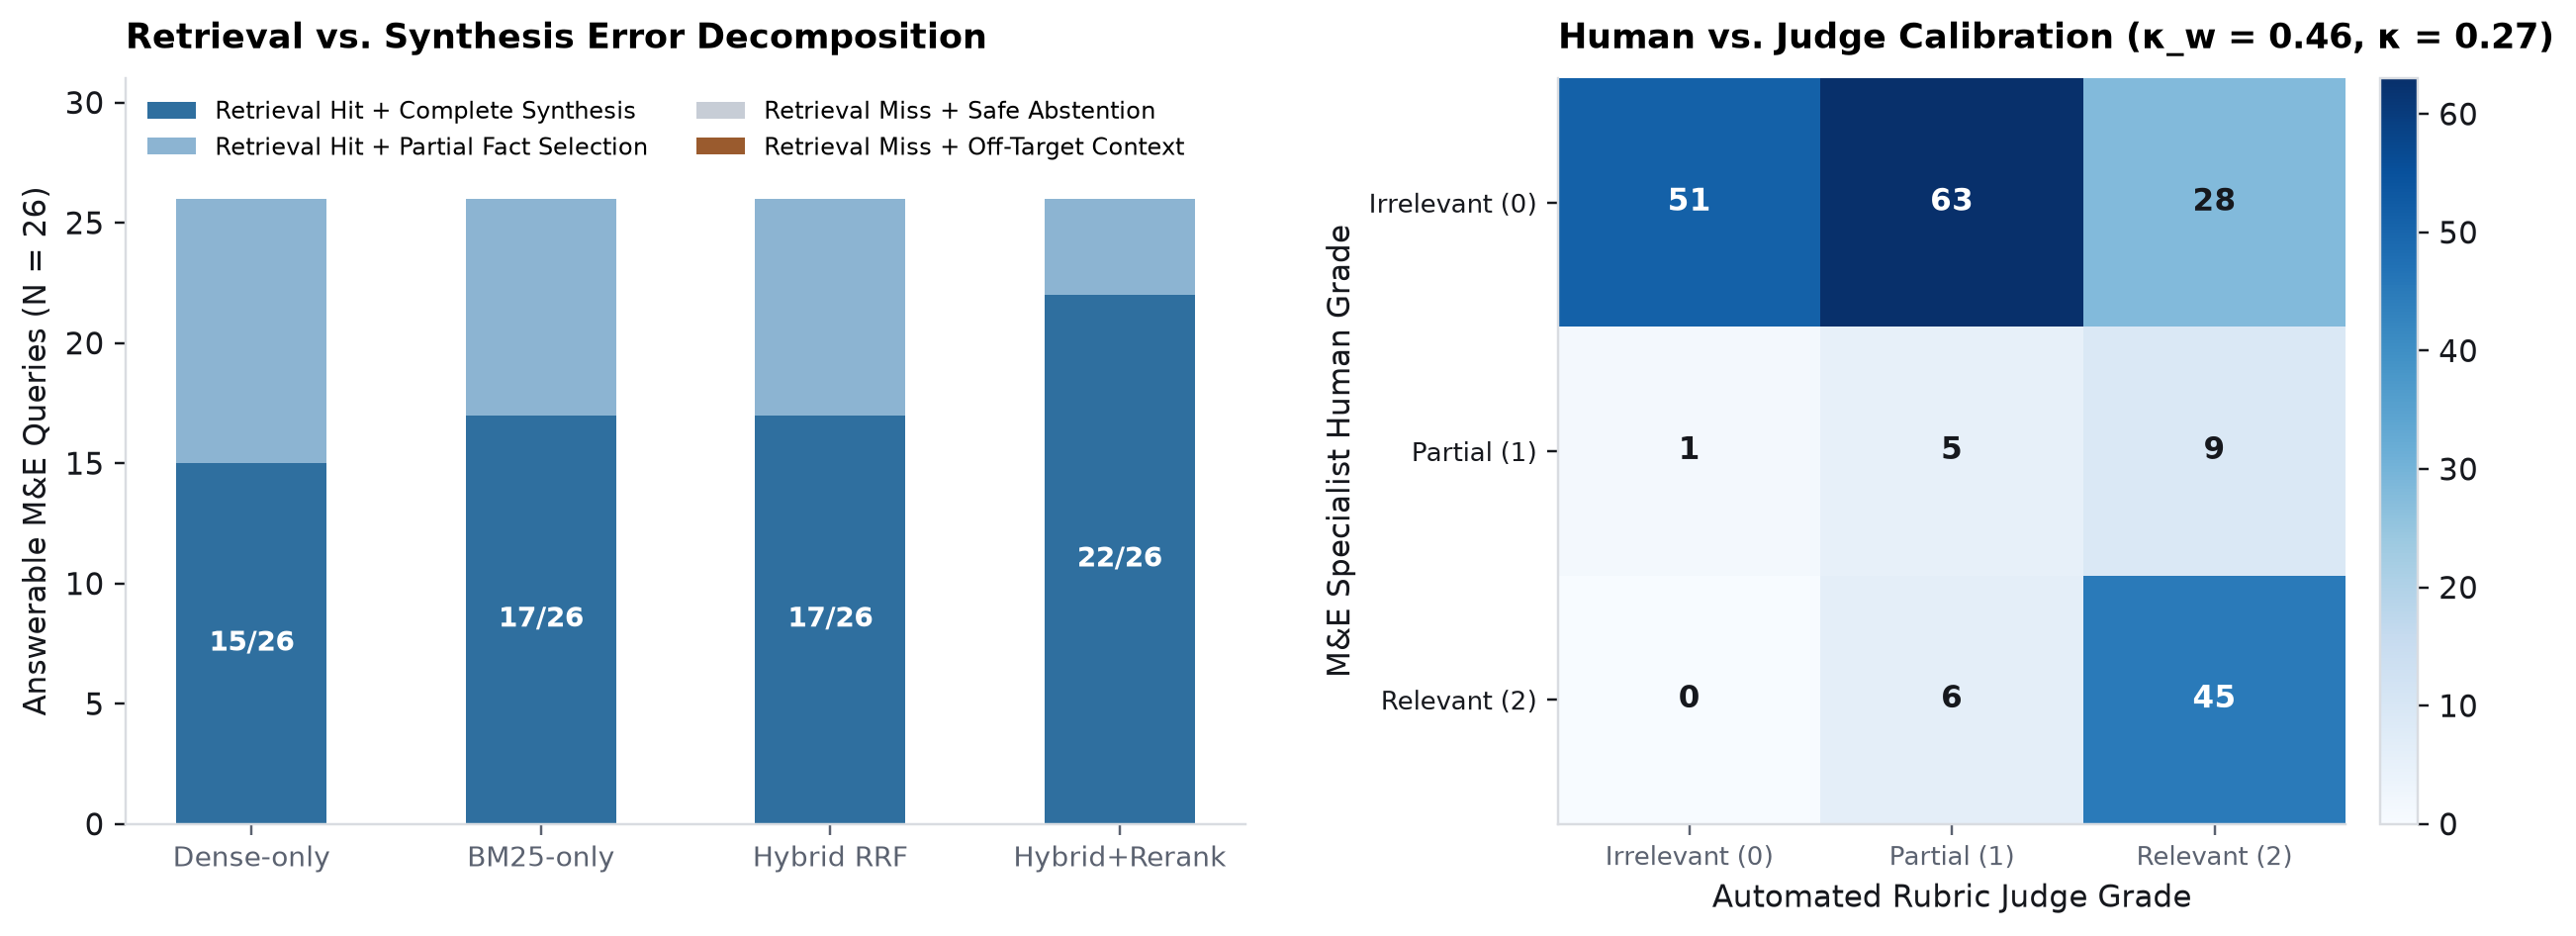 Retrieval vs. Synthesis Error Decomposition
Retrieval Hit + Complete Synthesis
Retrieval Hit + Partial Fact Selection
Retrieval Miss + Safe Abstention
Retrieval Miss + Off-Target Context
Answerable M&E Queries (N = 26)
30
25
20
15
10
5
0
15/26
17/26
17/26
22/26
Dense-only
BM25-only
Hybrid RRF
Hybrid+Rerank
Human vs. Judge Calibration (κ_w = 0.46, κ = 0.27)
M&E Specialist Human Grade
Irrelevant (0)
51 63 28
Partial (1)
1 5 9
Relevant (2)
0 6 45
Irrelevant (0)
Partial (1)
Relevant (2)
Automated Rubric Judge Grade
60
50
40
30
20
10
0